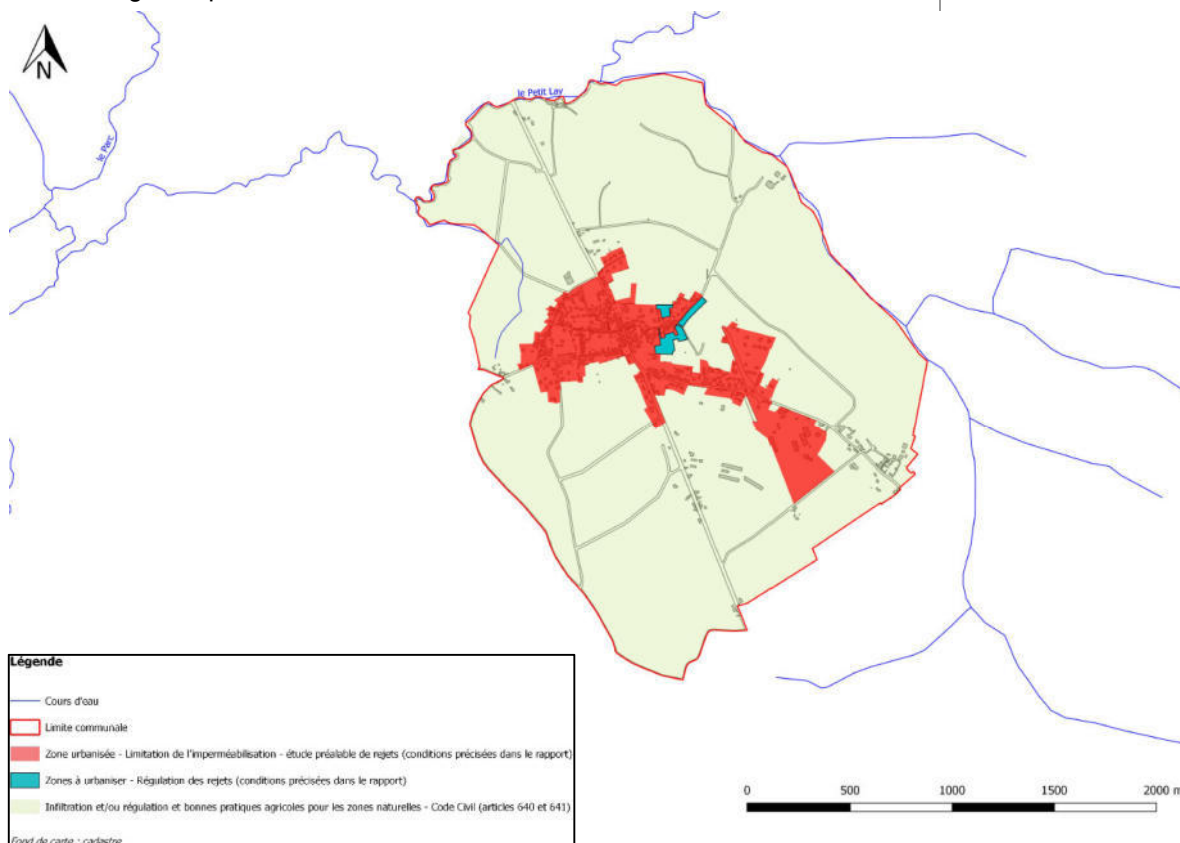 N
le Petit Lay
le Parc
Légende
Cours d'eau
Limite communale
Zone urbanisée - Limitation de l'imperméabilisation - étude préalable de rejets (conditions précisées dans le rapport)
Zones à urbaniser - Régulation des rejets (conditions précisées dans le rapport)
Infiltration et/ou régulation et bonnes pratiques agricoles pour les zones naturelles - Code Civil (articles 640 et 641)
Fond de carte : cadastre
0 500 1000 1500 2000 m